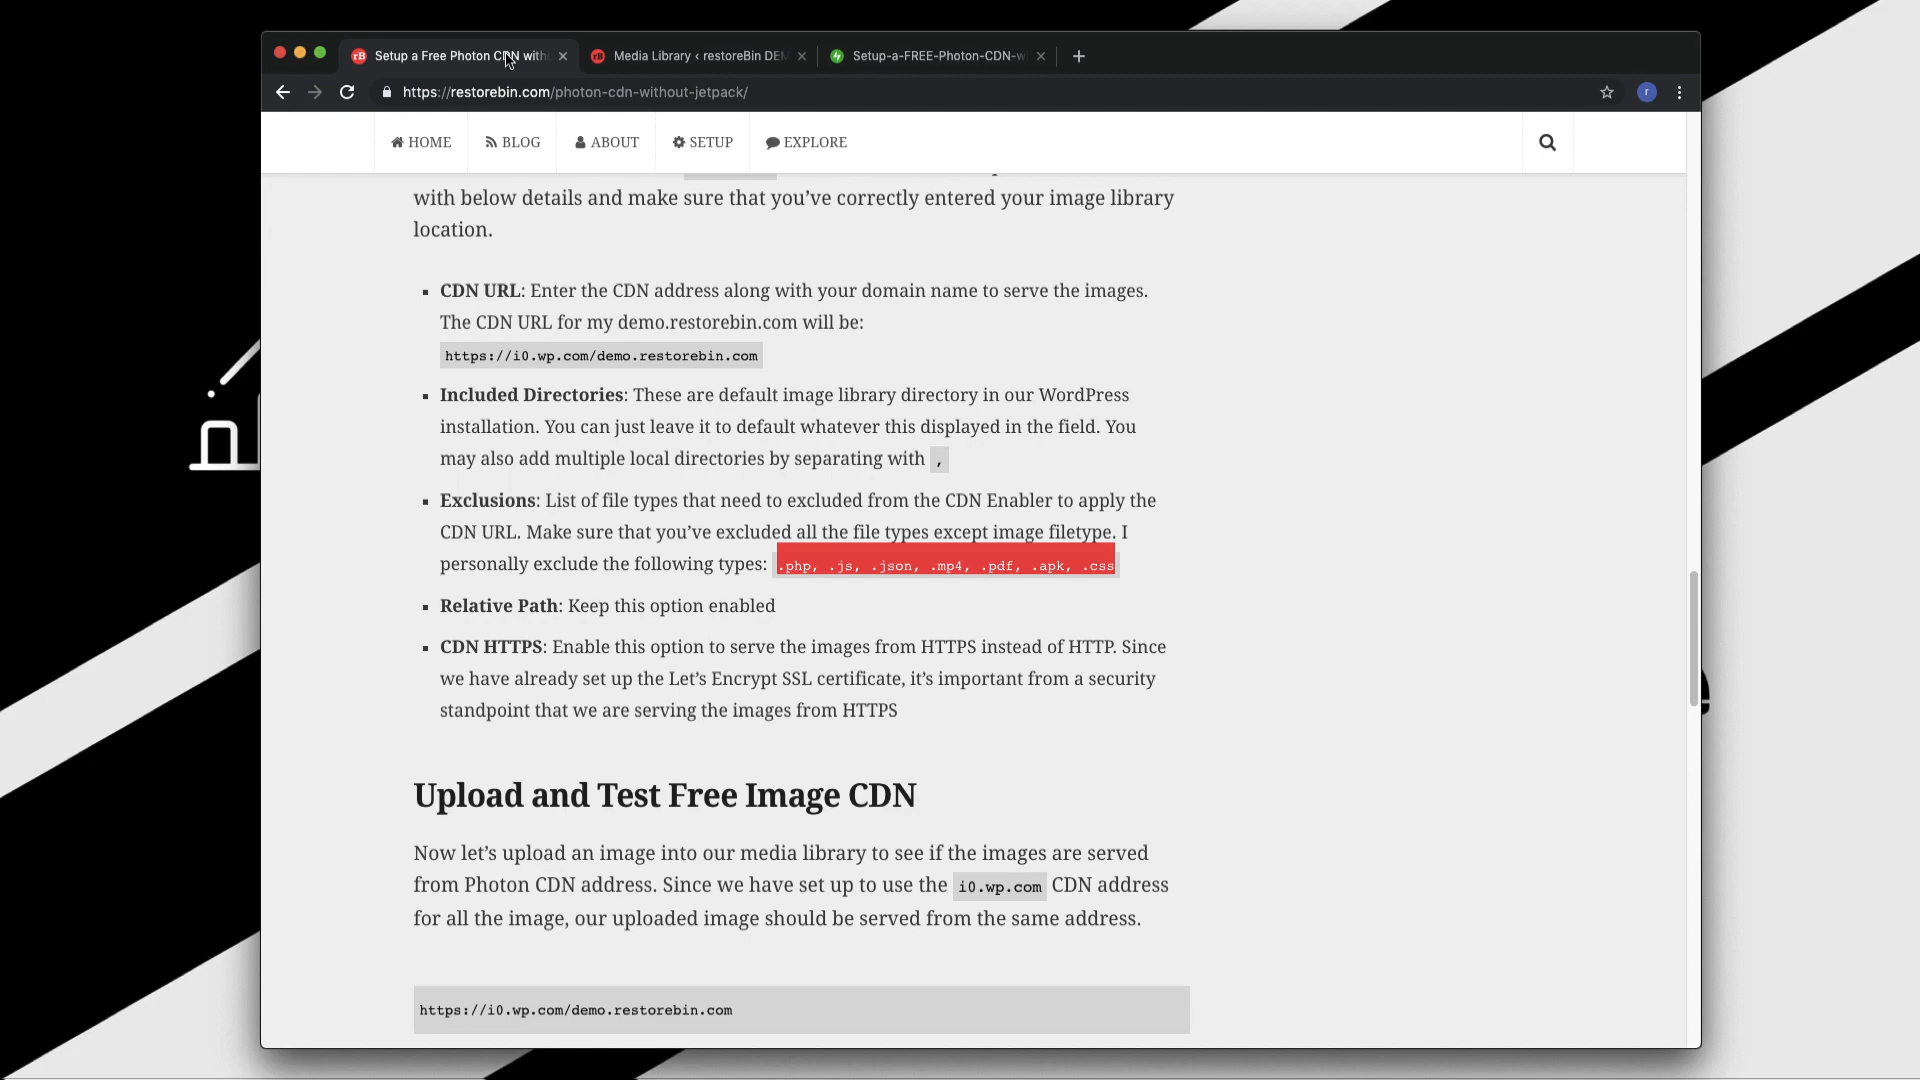 Setup a Free Photon CDN with
Media Library ‹ restoreBin DEM
Setup-a-FREE-Photon-CDN-w
https://restorebin.com/photon-cdn-without-jetpack/
r
HOME
BLOG
ABOUT
SETUP
EXPLORE
with below details and make sure that you’ve correctly entered your image library
location.
CDN URL: Enter the CDN address along with your domain name to serve the images.
The CDN URL for my demo.restorebin.com will be:
https://i0.wp.com/demo.restorebin.com
Included Directories: These are default image library directory in our WordPress
installation. You can just leave it to default whatever this displayed in the field. You
may also add multiple local directories by separating with ,
Exclusions: List of file types that need to excluded from the CDN Enabler to apply the
CDN URL. Make sure that you’ve excluded all the file types except image filetype. I
personally exclude the following types: .php, .js, .json, .mp4, .pdf, .apk, .css
Relative Path: Keep this option enabled
CDN HTTPS: Enable this option to serve the images from HTTPS instead of HTTP. Since
we have already set up the Let’s Encrypt SSL certificate, it’s important from a security
standpoint that we are serving the images from HTTPS
Upload and Test Free Image CDN
Now let’s upload an image into our media library to see if the images are served
from Photon CDN address. Since we have set up to use the i0.wp.com CDN address
for all the image, our uploaded image should be served from the same address.
https://i0.wp.com/demo.restorebin.com